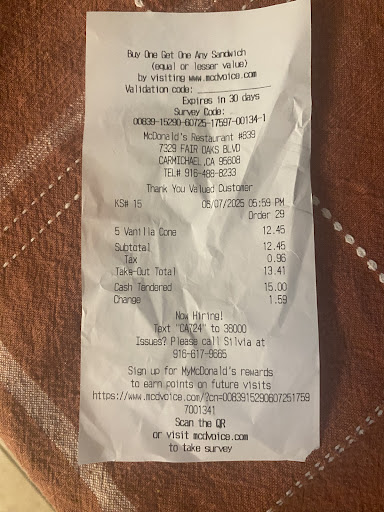 Buy One Get One Any Sandwich
(equal or lesser value)
by visiting www.mcdvoice.com
Validation code: ____________
Expires in 30 days
Survey Code:
00839-15290-60725-17597-00134-1
McDonald's Restaurant #839
7329 FAIR OAKS BLVD
CARMICHAEL ,CA 95608
TEL# 916-488-8233
Thank You Valued Customer
KS# 15 06/07/2025 05:59 PM
Order 29
5 Vanilla Cone 12.45
Subtotal 12.45
Tax 0.96
Take-Out Total 13.41
Cash Tendered 15.00
Change 1.59
Now Hiring!
Text "CA724" to 36000
Issues? Please call Silvia at
916-617-9665
Sign up for MyMcDonald's rewards
to earn points on future visits
https://www.mcdvoice.com/?cn=0083915290607251759
7001341
Scan the QR
or visit mcdvoice.com
to take survey